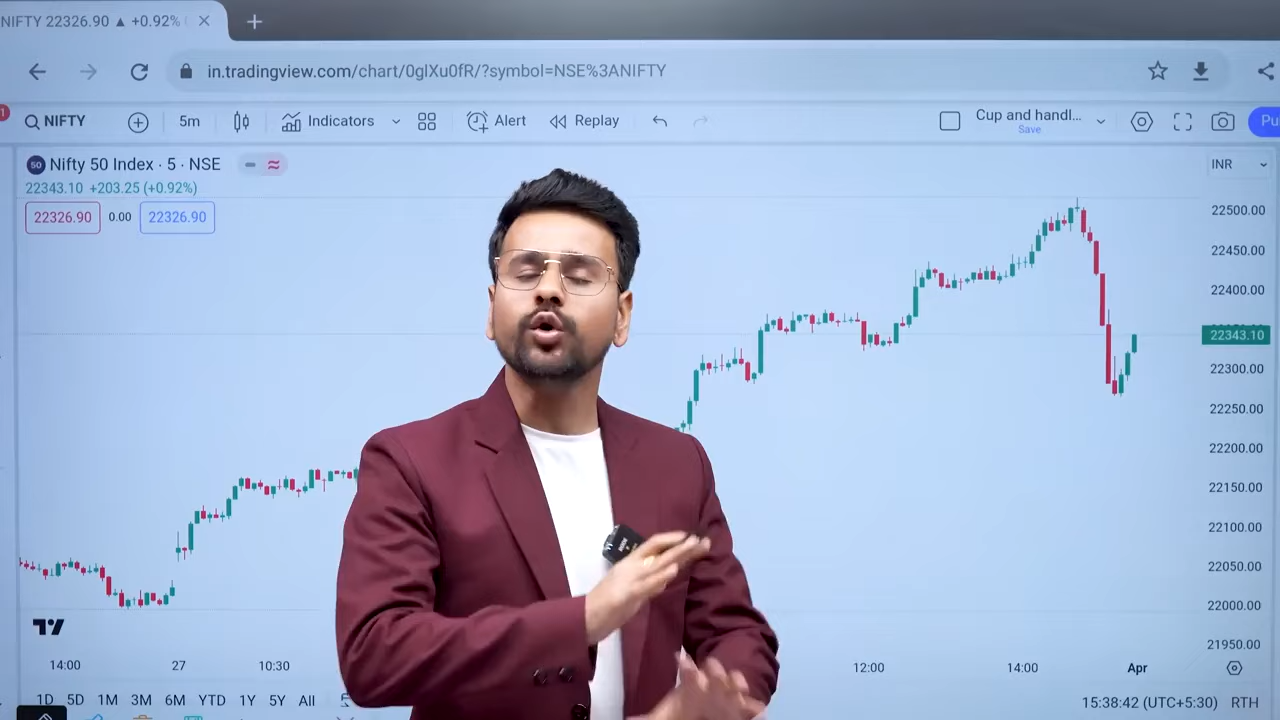 NIFTY 22326.90 ▲ +0.92%
in.tradingview.com/chart/0glXu0fR/?symbol=NSE%3ANIFTY
1
NIFTY 5m Indicators Alert Replay Cup and handl...
Save
Pu
50 Nifty 50 Index · 5 · NSE
INR
22343.10 +203.25 (+0.92%)
22326.90 0.00 22326.90
22500.00
22450.00
22400.00
22343.10
22300.00
22250.00
22200.00
22150.00
22100.00
22050.00
22000.00
21950.00
14:00 27 10:30 12:00 14:00 Apr
1D 5D 1M 3M 6M YTD 1Y 5Y All
15:38:42 (UTC+5:30) RTH